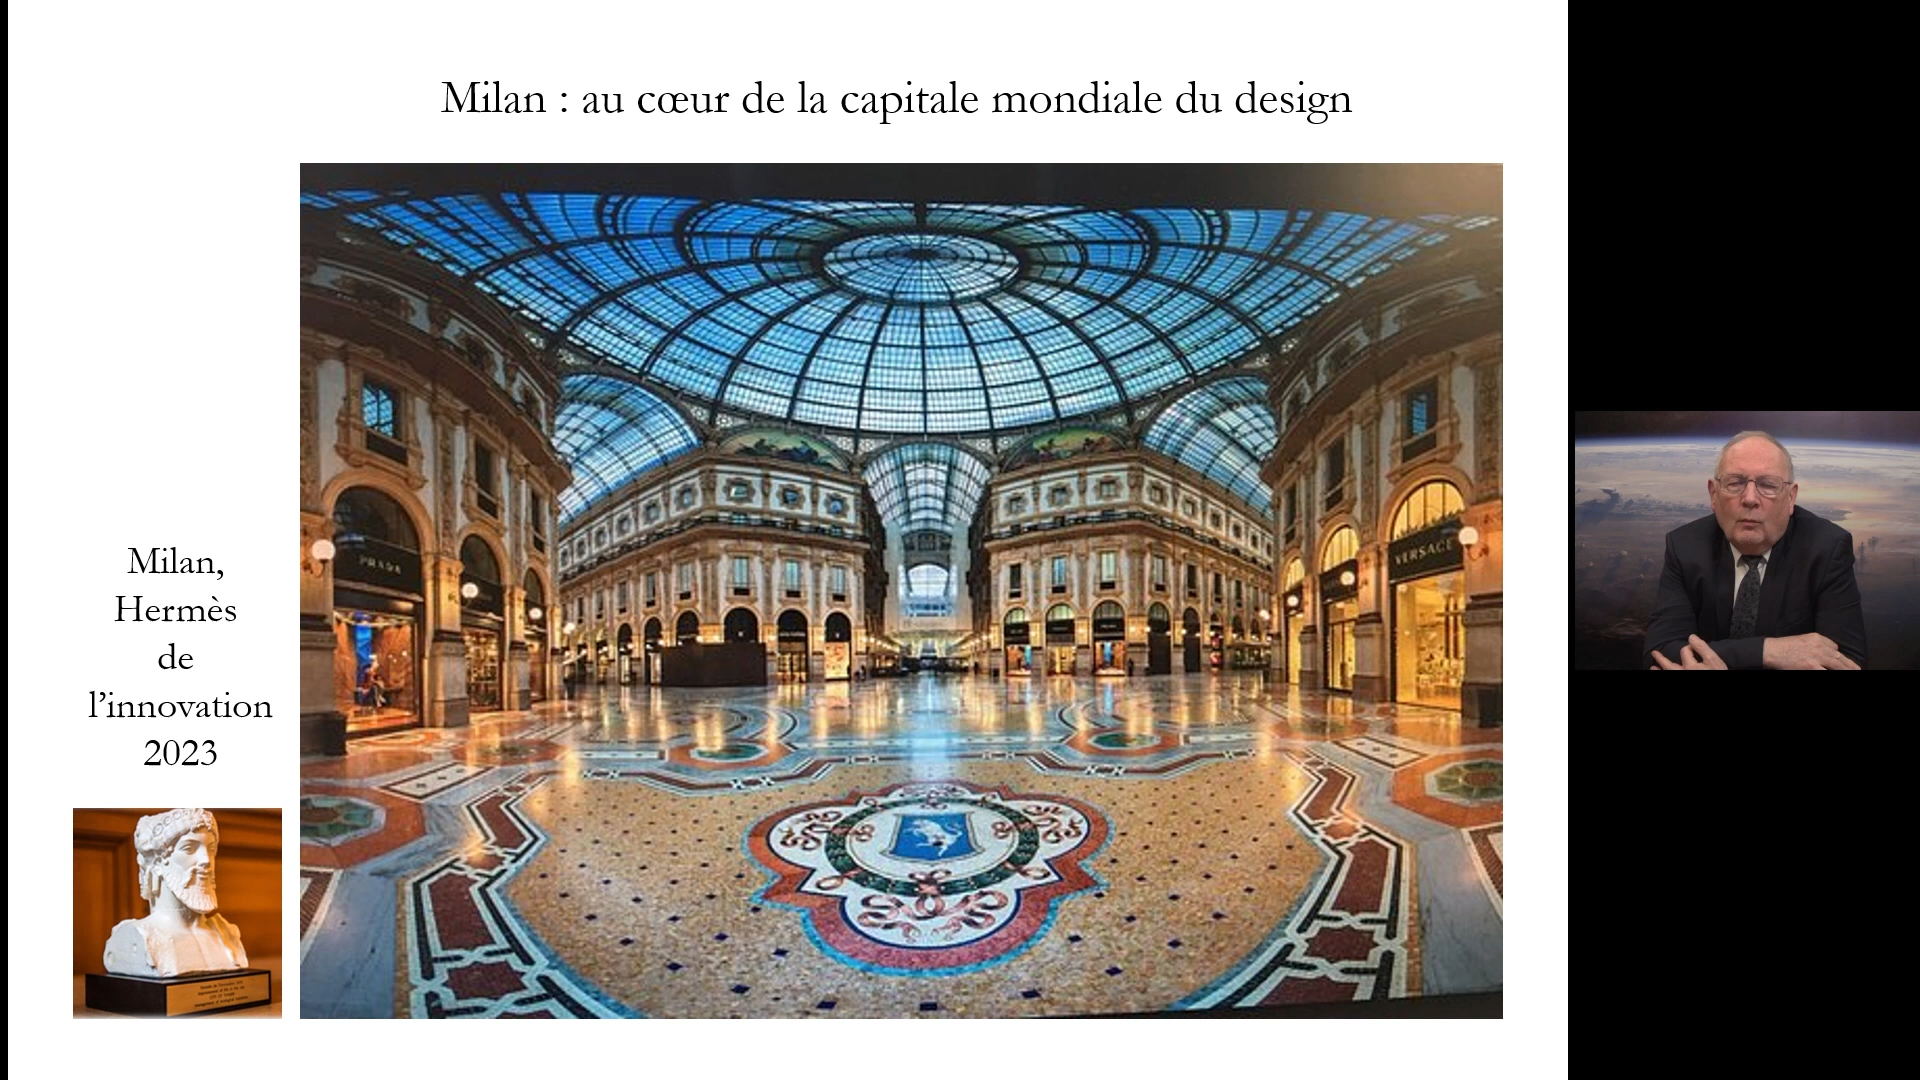 Milan : au cœur de la capitale mondiale du design
PRADA
VERSACE
Milan,
Hermès
de
l’innovation
2023